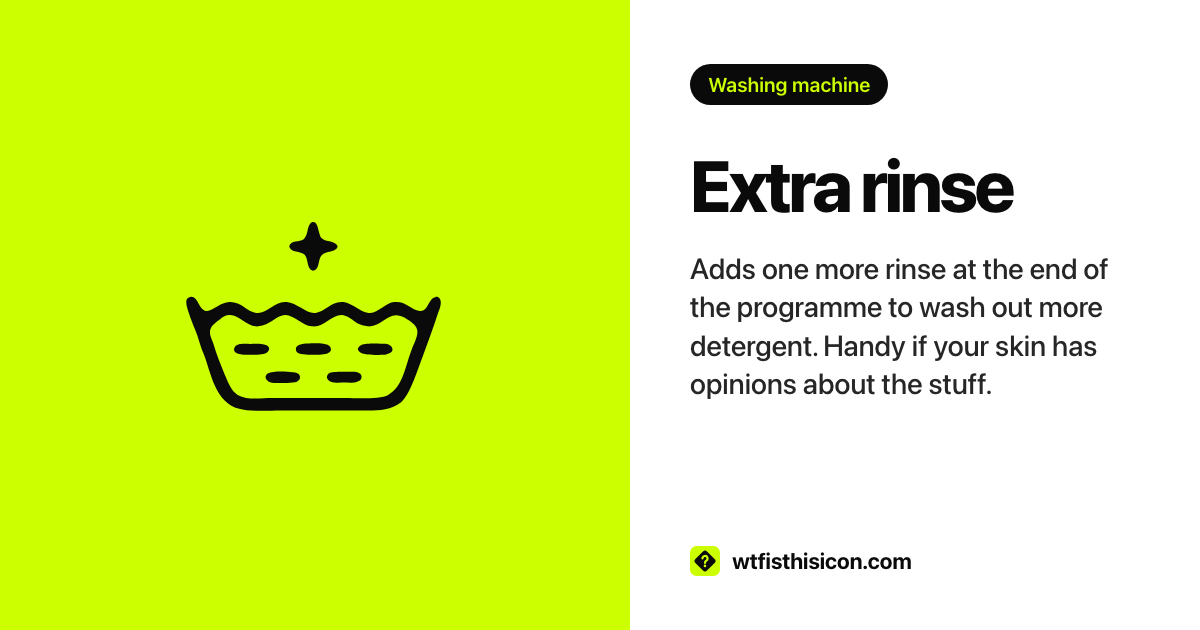 Washing machine
Extra rinse
Adds one more rinse at the end of
the programme to wash out more
detergent. Handy if your skin has
opinions about the stuff.
?
wtfisthisicon.com